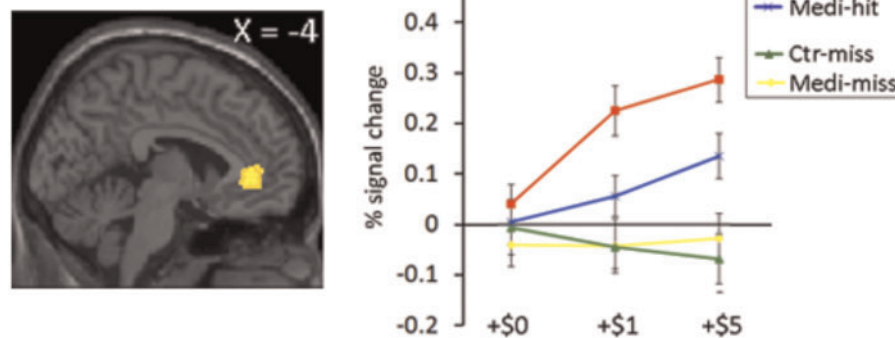 X = -4
% signal change
0.4
0.3
0.2
0.1
0
-0.1
-0.2
+$0
+$1
+$5
Medi-hit
Ctr-miss
Medi-miss